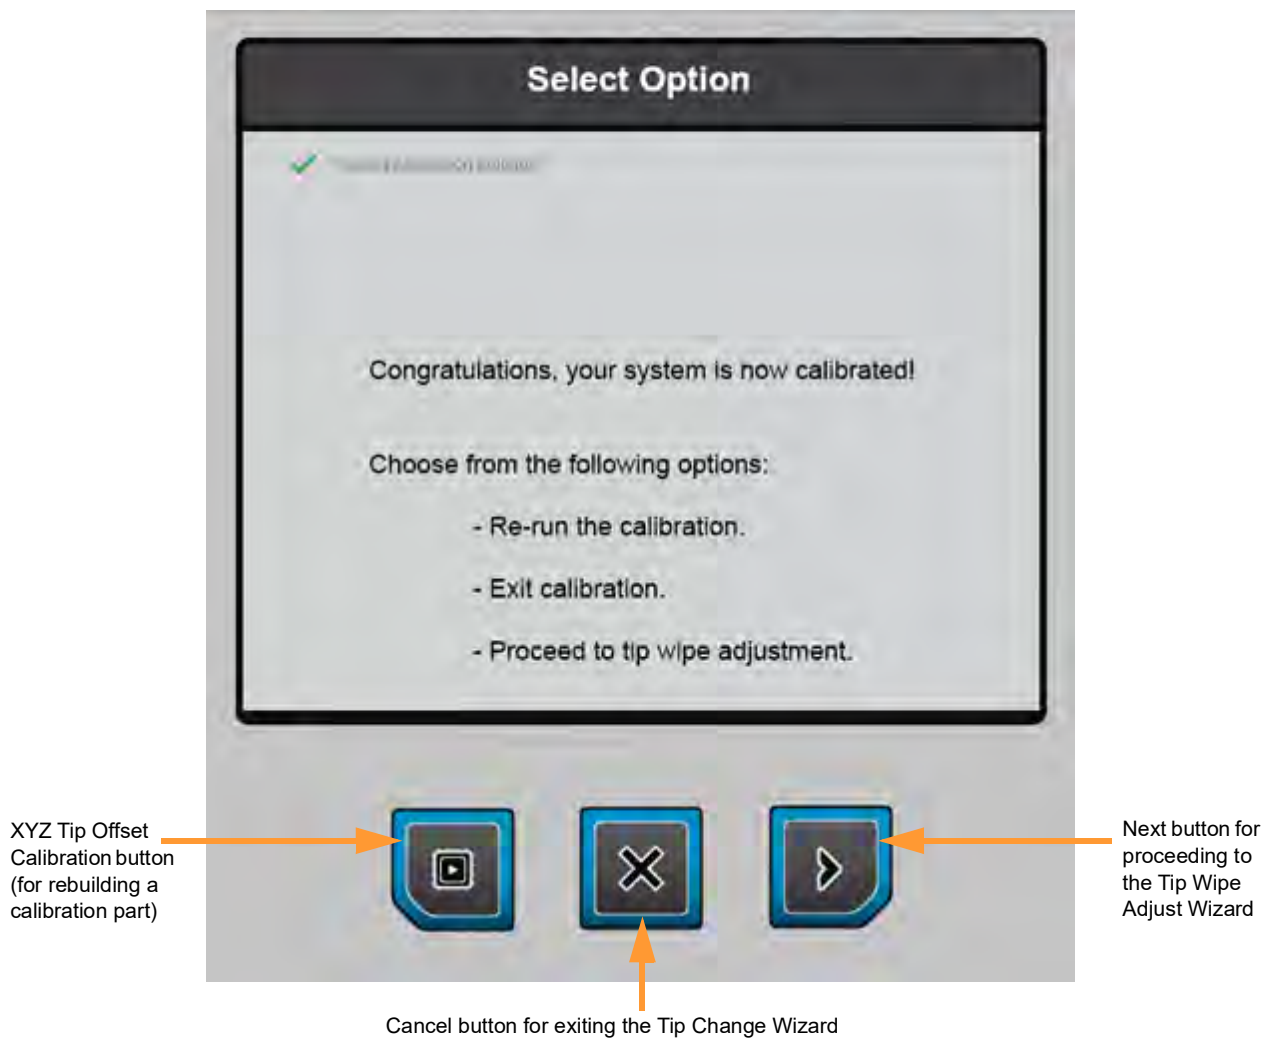 Select Option
Congratulations, your system is now calibrated!
Choose from the following options:
- Re-run the calibration.
- Exit calibration.
- Proceed to tip wipe adjustment.
XYZ Tip Offset
Calibration button
(for rebuilding a
calibration part)
Next button for
proceeding to
the Tip Wipe
Adjust Wizard
Cancel button for exiting the Tip Change Wizard